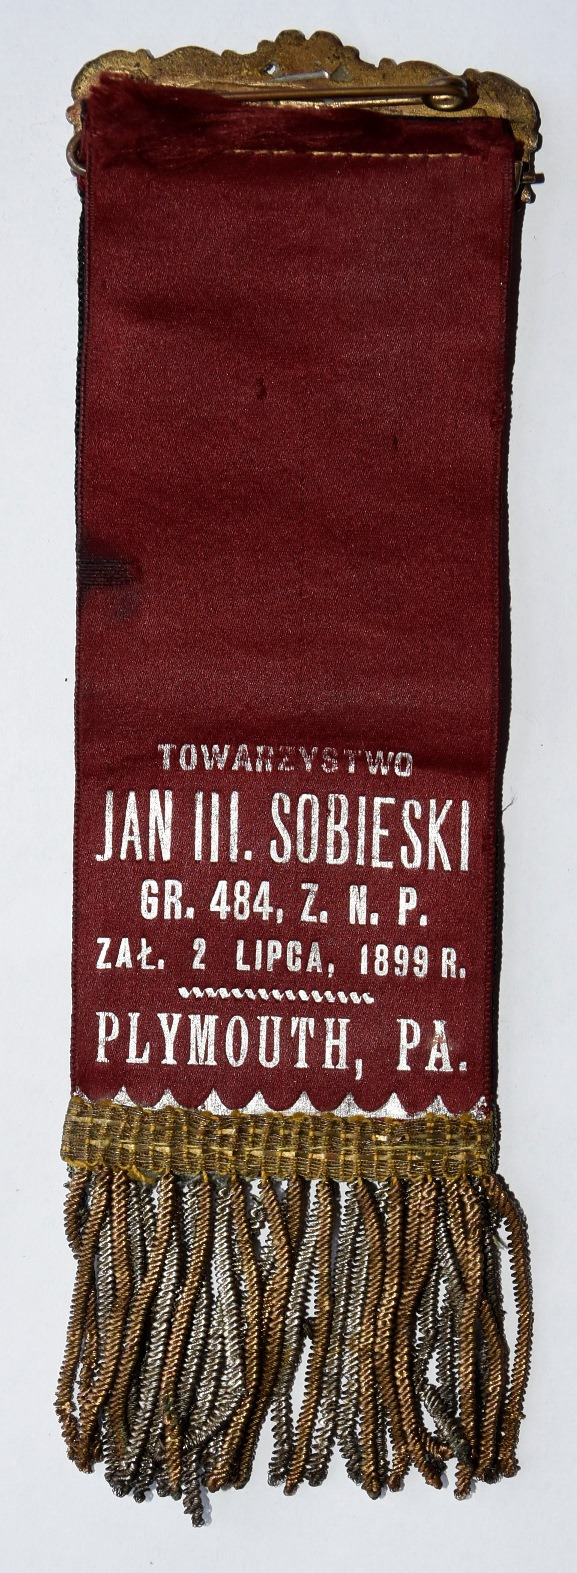 TOWARZYSTWO
JAN III. SOBIESKI
GR. 484, Z. N. P.
ZAŁ. 2 LIPCA, 1899 R.
PLYMOUTH, PA.